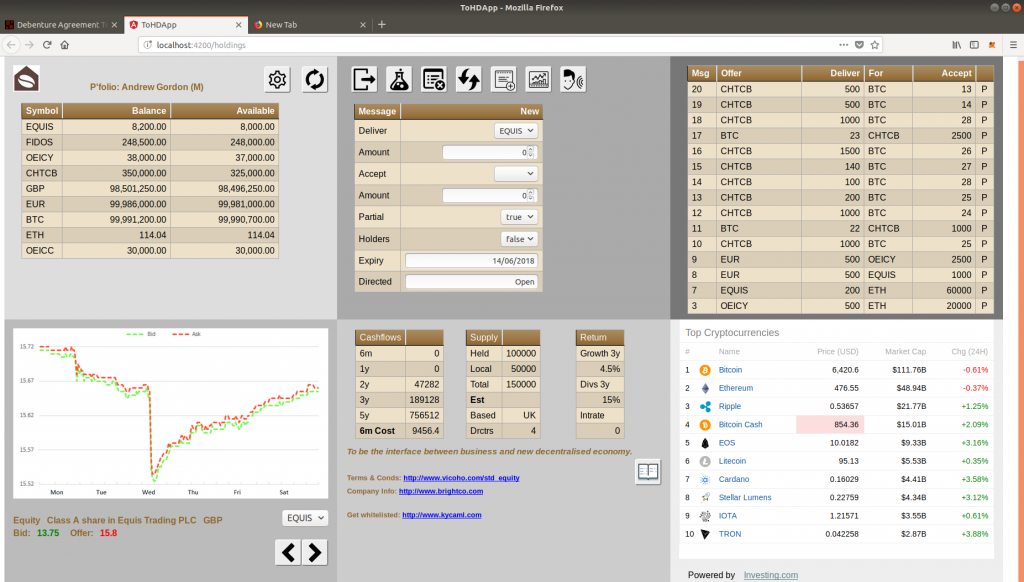 ToHDApp - Mozilla Firefox
Debenture Agreement T
ToHDApp
New Tab
localhost:4200/holdings
P'folio: Andrew Gordon (M)
Symbol Balance Available
EQUIS 8,200.00 8,000.00
FIDOS 248,500.00 248,000.00
OEICY 38,000.00 37,000.00
CHTCB 350,000.00 325,000.00
GBP 98,501,250.00 98,496,250.00
EUR 99,986,000.00 99,981,000.00
BTC 99,991,200.00 99,990,700.00
ETH 114.04 114.04
OEICC 30,000.00 30,000.00
Message New
Deliver EQUIS
Amount 0
Accept
Amount 0
Partial true
Holders false
Expiry 14/06/2018
Directed Open
Msg Offer Deliver For Accept
20 CHTCB 500 BTC 13 P
19 CHTCB 500 BTC 14 P
18 CHTCB 1000 BTC 28 P
17 BTC 23 CHTCB 2500 P
16 CHTCB 1500 BTC 26 P
15 CHTCB 140 BTC 27 P
14 CHTCB 100 BTC 28 P
13 CHTCB 200 BTC 25 P
12 CHTCB 1000 BTC 24 P
11 BTC 22 CHTCB 1000 P
10 CHTCB 1000 BTC 25 P
9 EUR 500 OEICY 2500 P
8 EUR 500 EQUIS 1000 P
7 EQUIS 200 ETH 60000 P
3 OEICY 500 ETH 20000 P
Bid Ask
15.72
15.67
15.62
15.57
15.52
Mon Tue Wed Thu Fri Sat
Equity Class A share in Equis Trading PLC GBP
EQUIS
Bid: 13.75 Offer: 15.8
Cashflows
6m 0
1y 0
2y 47282
3y 189128
5y 756512
6m Cost 9456.4
Supply
Held 100000
Local 50000
Total 150000
Est
Based UK
Drctrs 4
Return
Growth 3y
4.5%
Divs 3y
15%
Intrate
0
To be the interface between business and new decentralised economy.
Terms & Conds: http://www.vicoho.com/std_equity
Company Info: http://www.brightco.com
Get whitelisted: http://www.kycaml.com
Top Cryptocurrencies
# Name Price (USD) Market Cap Chg (24H)
1 Bitcoin 6,420.6 $111.76B -0.61%
2 Ethereum 476.55 $48.94B -0.37%
3 Ripple 0.53657 $21.77B +1.25%
4 Bitcoin Cash 854.36 $15.01B +2.09%
5 EOS 10.0182 $9.33B +3.16%
6 Litecoin 95.13 $5.53B +0.35%
7 Cardano 0.16029 $4.41B +3.58%
8 Stellar Lumens 0.22759 $4.34B +3.12%
9 IOTA 1.21571 $3.55B +0.61%
10 TRON 0.042258 $2.87B +3.88%
Powered by Investing.com